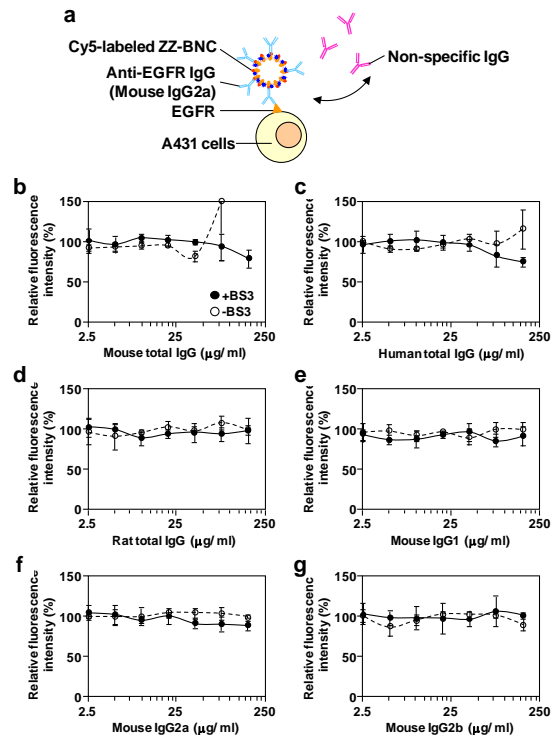 a
Cy5-labeled ZZ-BNC
Anti-EGFR IgG
(Mouse IgG2a)
EGFR
A431 cells
Non-specific IgG
b
Relative fluorescence
intensity (%)
150
100
50
0
2.5
25
250
+BS3
-BS3
Mouse total IgG (μg/ ml)
c
Relative fluorescence
intensity (%)
150
100
50
0
2.5
25
250
Human total IgG (μg/ ml)
d
Relative fluorescence
intensity (%)
150
100
50
0
2.5
25
250
Rat total IgG (μg/ ml)
e
Relative fluorescence
intensity (%)
150
100
50
0
2.5
25
250
Mouse IgG1 (μg/ ml)
f
Relative fluorescence
intensity (%)
150
100
50
0
2.5
25
250
Mouse IgG2a (μg/ ml)
g
Relative fluorescence
intensity (%)
150
100
50
0
2.5
25
250
Mouse IgG2b (μg/ ml)